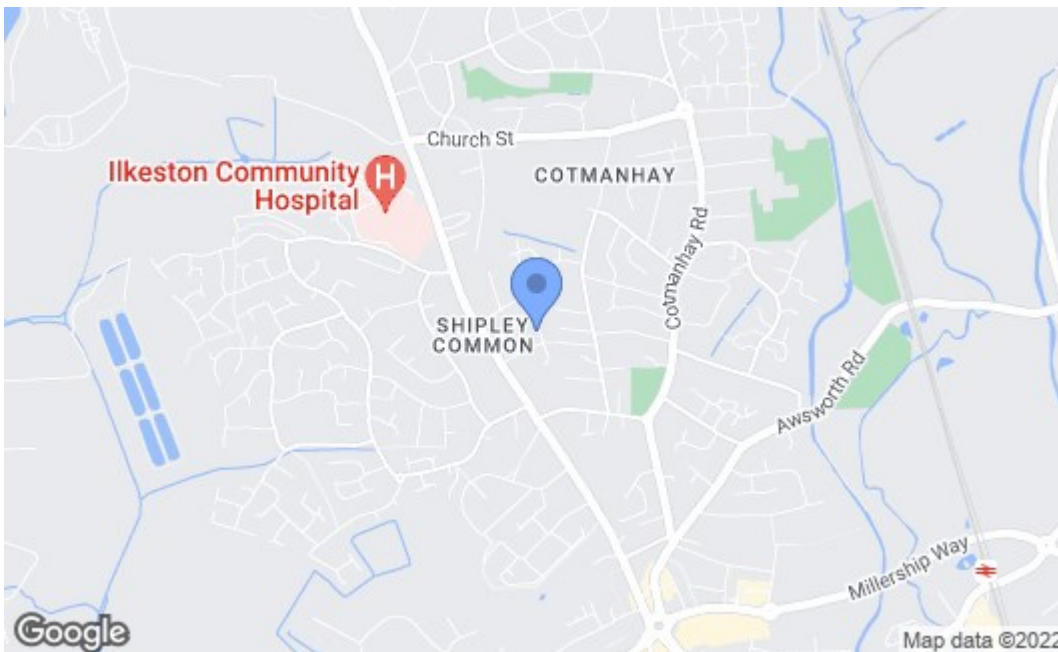 Church St
Ilkeston Community
Hospital
H
COTMANHAY
Cotmanhay Rd
SHIPLEY
COMMON
Awsworth Rd
Millership Way
Google
Map data ©2022